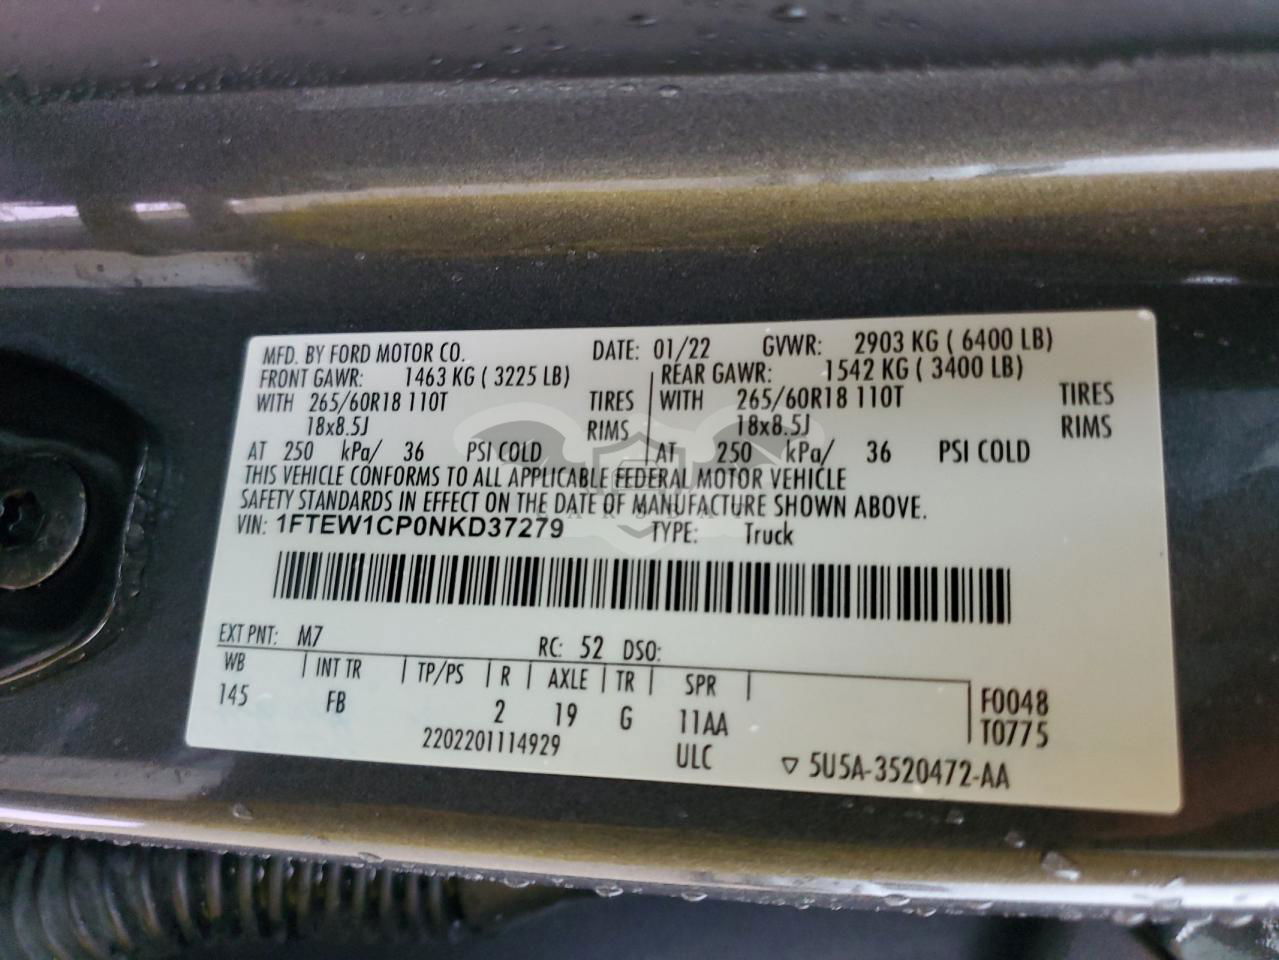 MFD. BY FORD MOTOR CO. DATE: 01/22 GVWR: 2903 KG ( 6400 LB)
FRONT GAWR: 1463 KG ( 3225 LB) REAR GAWR: 1542 KG ( 3400 LB)
WITH 265/60R18 110T TIRES WITH 265/60R18 110T TIRES
18x8.5J RIMS 18x8.5J RIMS
AT 250 kPa/ 36 PSI COLD AT 250 kPa/ 36 PSI COLD
THIS VEHICLE CONFORMS TO ALL APPLICABLE FEDERAL MOTOR VEHICLE
SAFETY STANDARDS IN EFFECT ON THE DATE OF MANUFACTURE SHOWN ABOVE.
VIN: 1FTEW1CP0NKD37279 TYPE: Truck
EXT PNT: M7 RC: 52 DSO:
WB INT TR TP/PS R AXLE TR SPR
145 FB 2 19 G 11AA F0048
2202201114929 ULC T0775
▽ 5U5A-3520472-AA